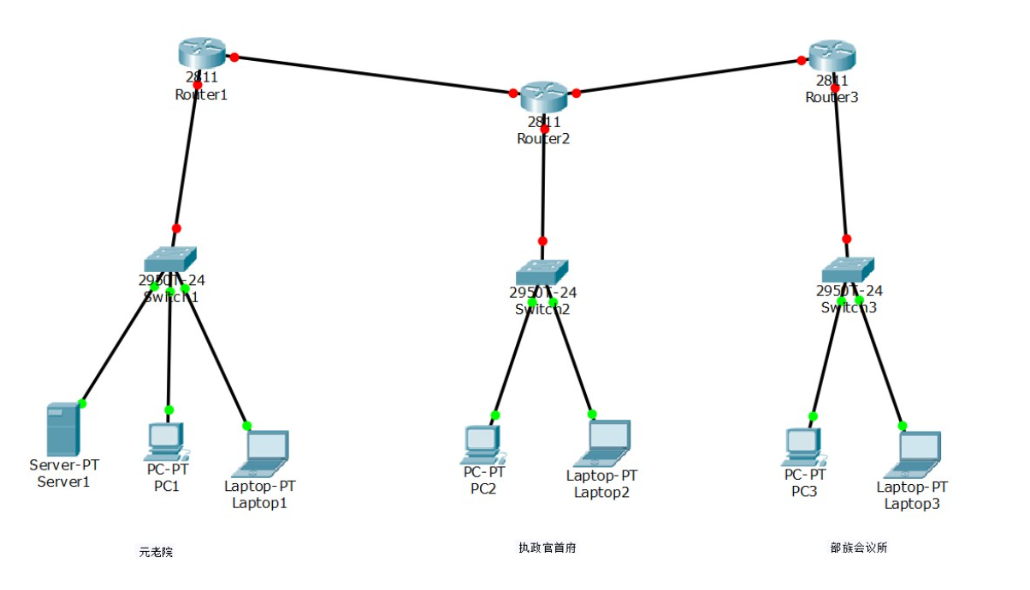 2811
Router1
2811
Router2
2811
Router3
2950T-24
Switch1
2950T-24
Switch2
2950T-24
Switch3
Server-PT
Server1
PC-PT
PC1
Laptop-PT
Laptop1
PC-PT
PC2
Laptop-PT
Laptop2
PC-PT
PC3
Laptop-PT
Laptop3
元老院
执政官首府
部族会议所